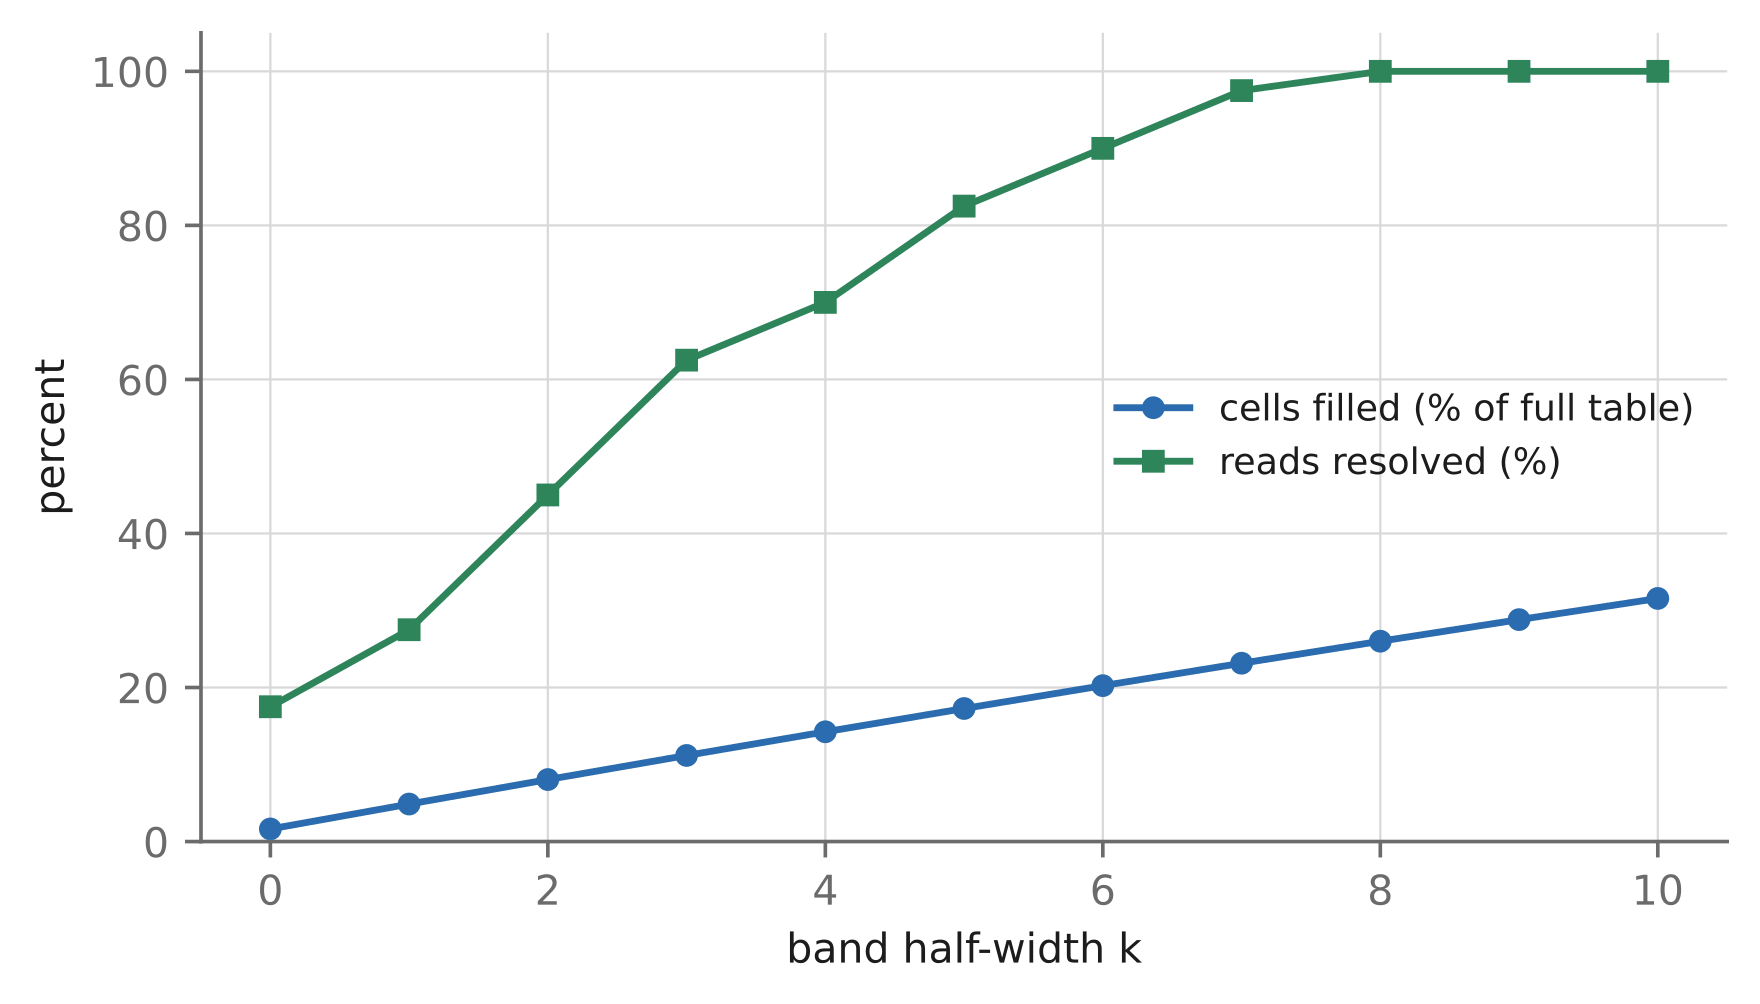 100
80
60
40
20
0
percent
cells filled (% of full table)
reads resolved (%)
0 2 4 6 8 10
band half-width k